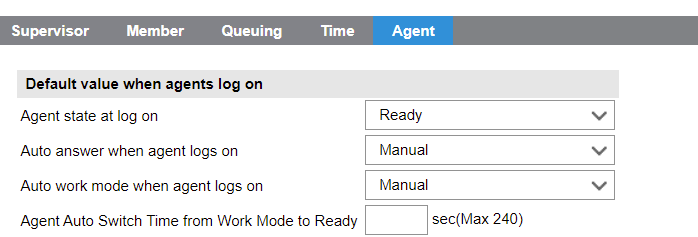 Supervisor Member Queuing Time Agent
Default value when agents log on
Agent state at log on Ready
Auto answer when agent logs on Manual
Auto work mode when agent logs on Manual
Agent Auto Switch Time from Work Mode to Ready sec(Max 240)